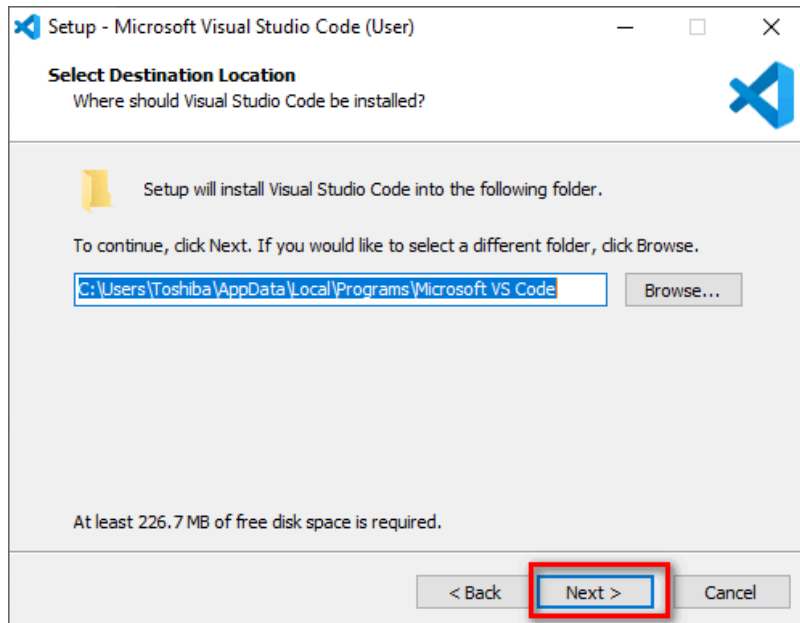 Setup - Microsoft Visual Studio Code (User)
Select Destination Location
Where should Visual Studio Code be installed?
Setup will install Visual Studio Code into the following folder.
To continue, click Next. If you would like to select a different folder, click Browse.
C:\Users\Toshiba\AppData\Local\Programs\Microsoft VS Code
Browse...
At least 226.7 MB of free disk space is required.
< Back
Next >
Cancel